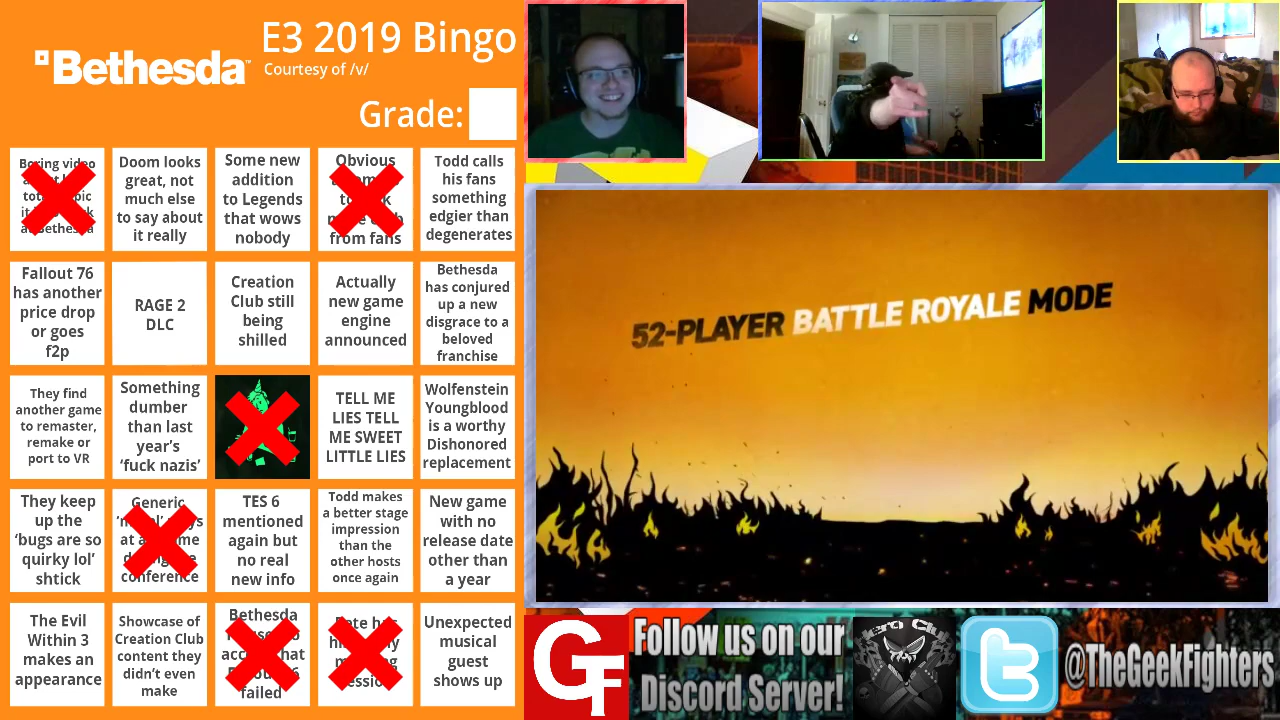 E3 2019 Bingo
Bethesda™
Courtesy of /v/
Grade:
Boring video
Doom looks
great, not
much else
to say about
it really
Some new
addition
to Legends
that wows
nobody
Obvious
from fans
Todd calls
his fans
something
edgier than
degenerates
Fallout 76
has another
price drop
or goes
f2p
RAGE 2
DLC
Creation
Club still
being
shilled
Actually
new game
engine
announced
Bethesda
has conjured
up a new
disgrace to a
beloved
franchise
They find
another game
to remaster,
remake or
port to VR
Something
dumber
than last
year's
'fuck nazis'
TELL ME
LIES TELL
ME SWEET
LITTLE LIES
Wolfenstein
Youngblood
is a worthy
Dishonored
replacement
They keep
up the
'bugs are so
quirky lol'
shtick
Generic
conference
TES 6
mentioned
again but
no real
new info
Todd makes
a better stage
impression
than the
other hosts
once again
New game
with no
release date
other than
a year
The Evil
Within 3
makes an
appearance
Showcase of
Creation Club
content they
didn't even
make
Bethesda
failed
Unexpected
musical
guest
shows up
52-PLAYER BATTLE ROYALE MODE
GF
Follow us on our
Discord Server!
@TheGeekFighters